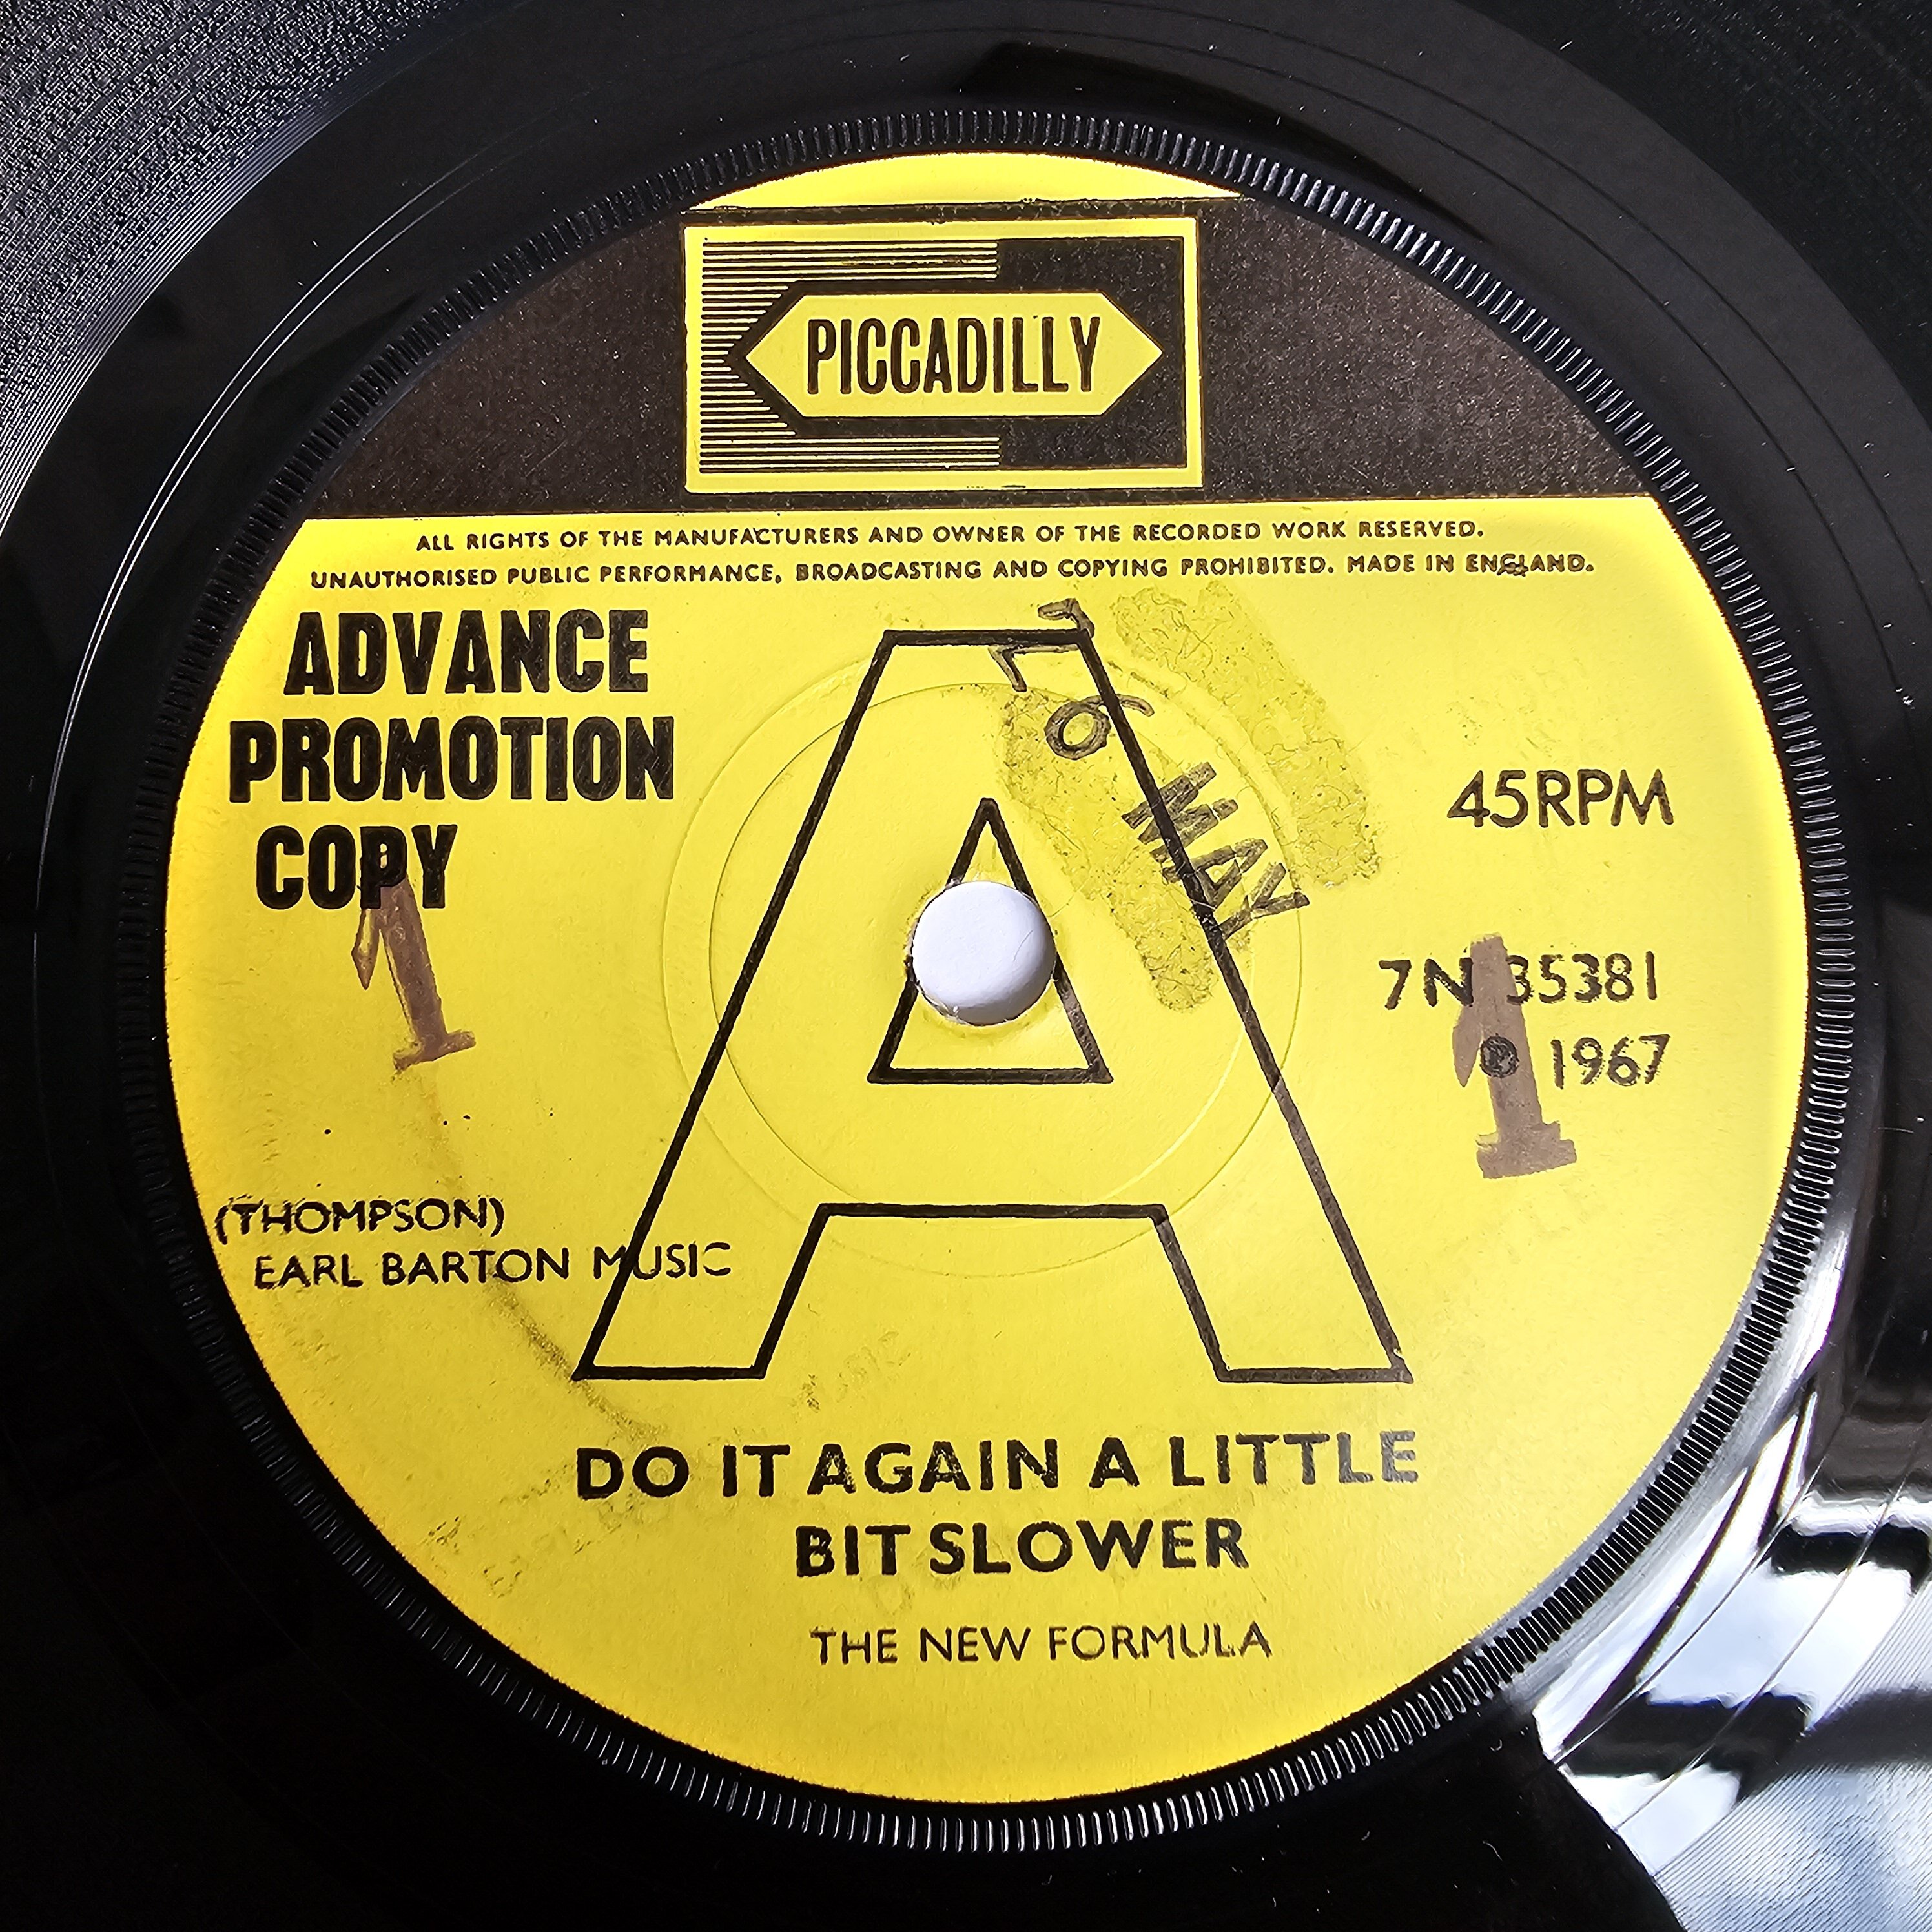 PICCADILLY
ALL RIGHTS OF THE MANUFACTURERS AND OWNER OF THE RECORDED WORK RESERVED.
UNAUTHORISED PUBLIC PERFORMANCE, BROADCASTING AND COPYING PROHIBITED. MADE IN ENGLAND.
ADVANCE
PROMOTION
COPY
A
MAY
45RPM
7N 35381
Ⓟ 1967
1
1
(THOMPSON)
EARL BARTON MUSIC
DO IT AGAIN A LITTLE
BIT SLOWER
THE NEW FORMULA